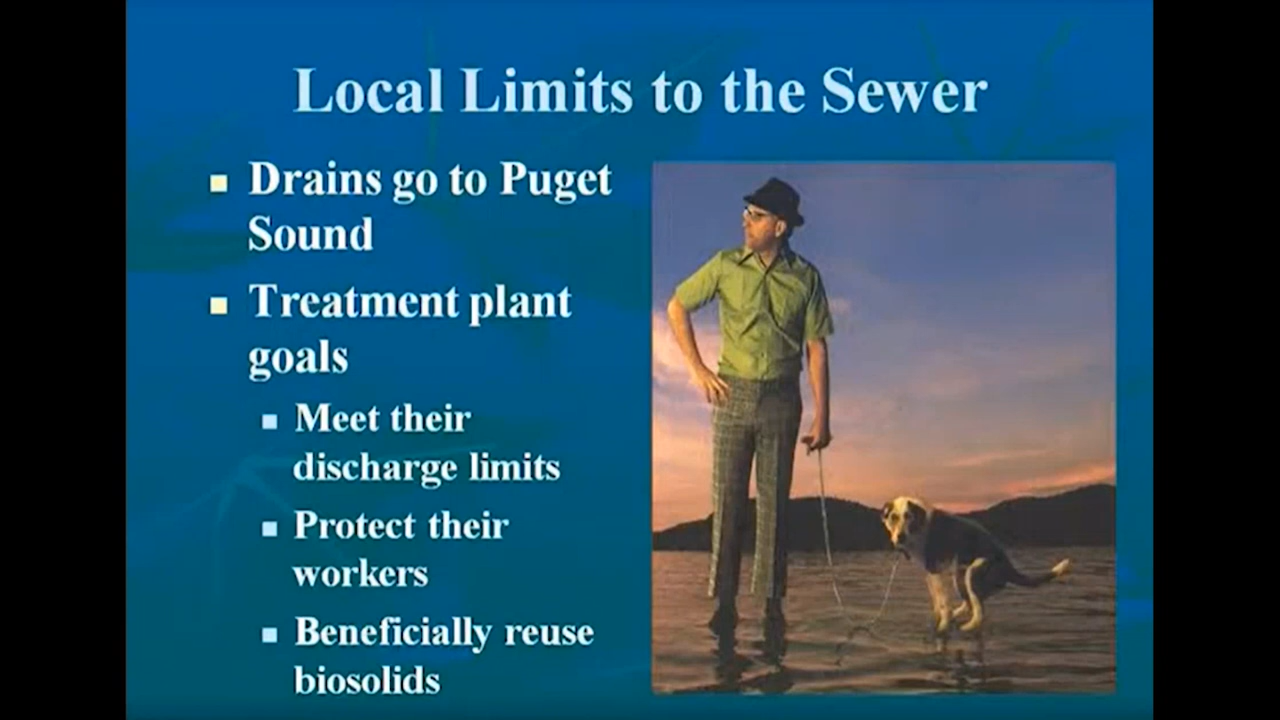 Local Limits to the Sewer
Drains go to Puget
Sound
Treatment plant
goals
Meet their
discharge limits
Protect their
workers
Beneficially reuse
biosolids